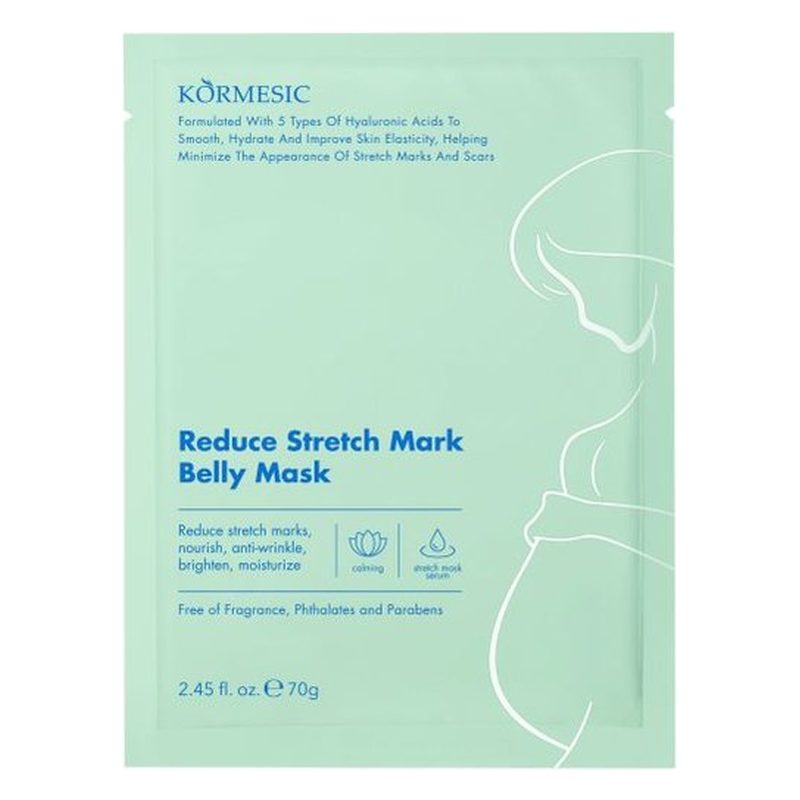 KÒRMESIC
Formulated With 5 Types Of Hyaluronic Acids To
Smooth, Hydrate And Improve Skin Elasticity, Helping
Minimize The Appearance Of Stretch Marks And Scars
Reduce Stretch Mark
Belly Mask
Reduce stretch marks,
nourish, anti-wrinkle,
brighten, moisturize
calming
stretch mask
serum
Free of Fragrance, Phthalates and Parabens
2.45 fl. oz. ℮ 70g